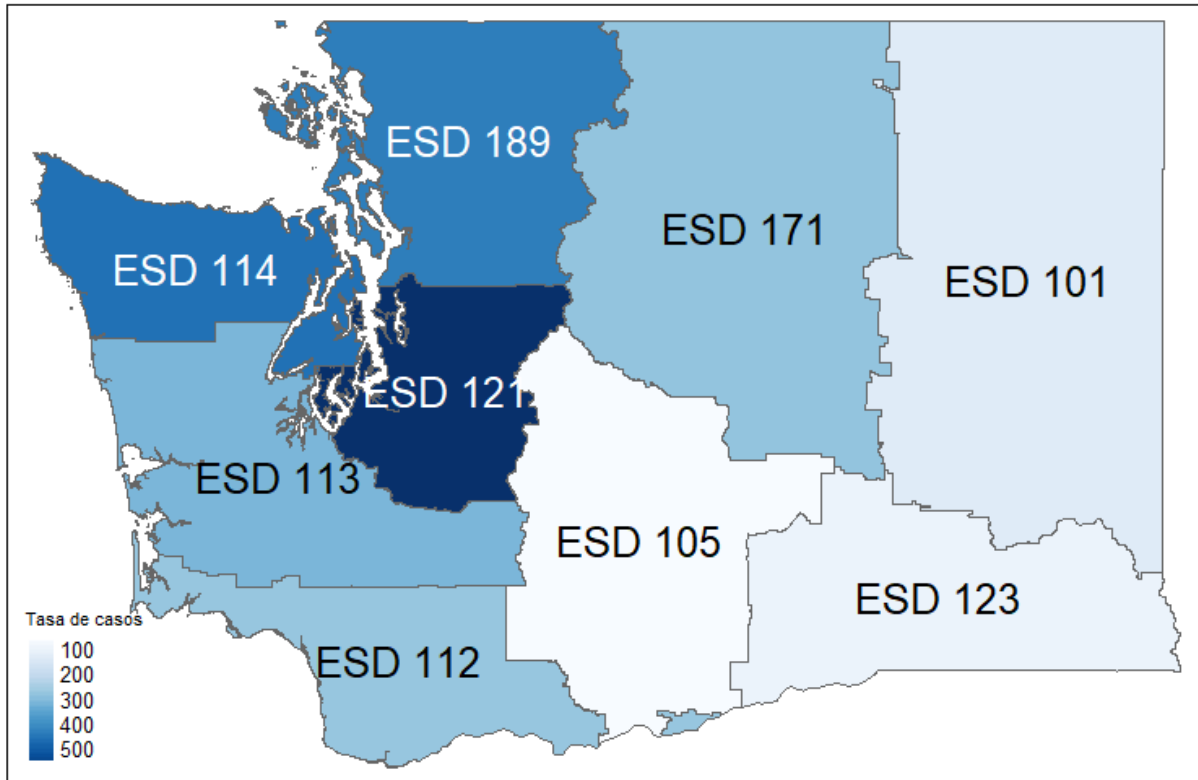 ESD 189
ESD 171
ESD 114
ESD 101
ESD 121
ESD 113
ESD 105
ESD 123
ESD 112
Tasa de casos
100
200
300
400
500